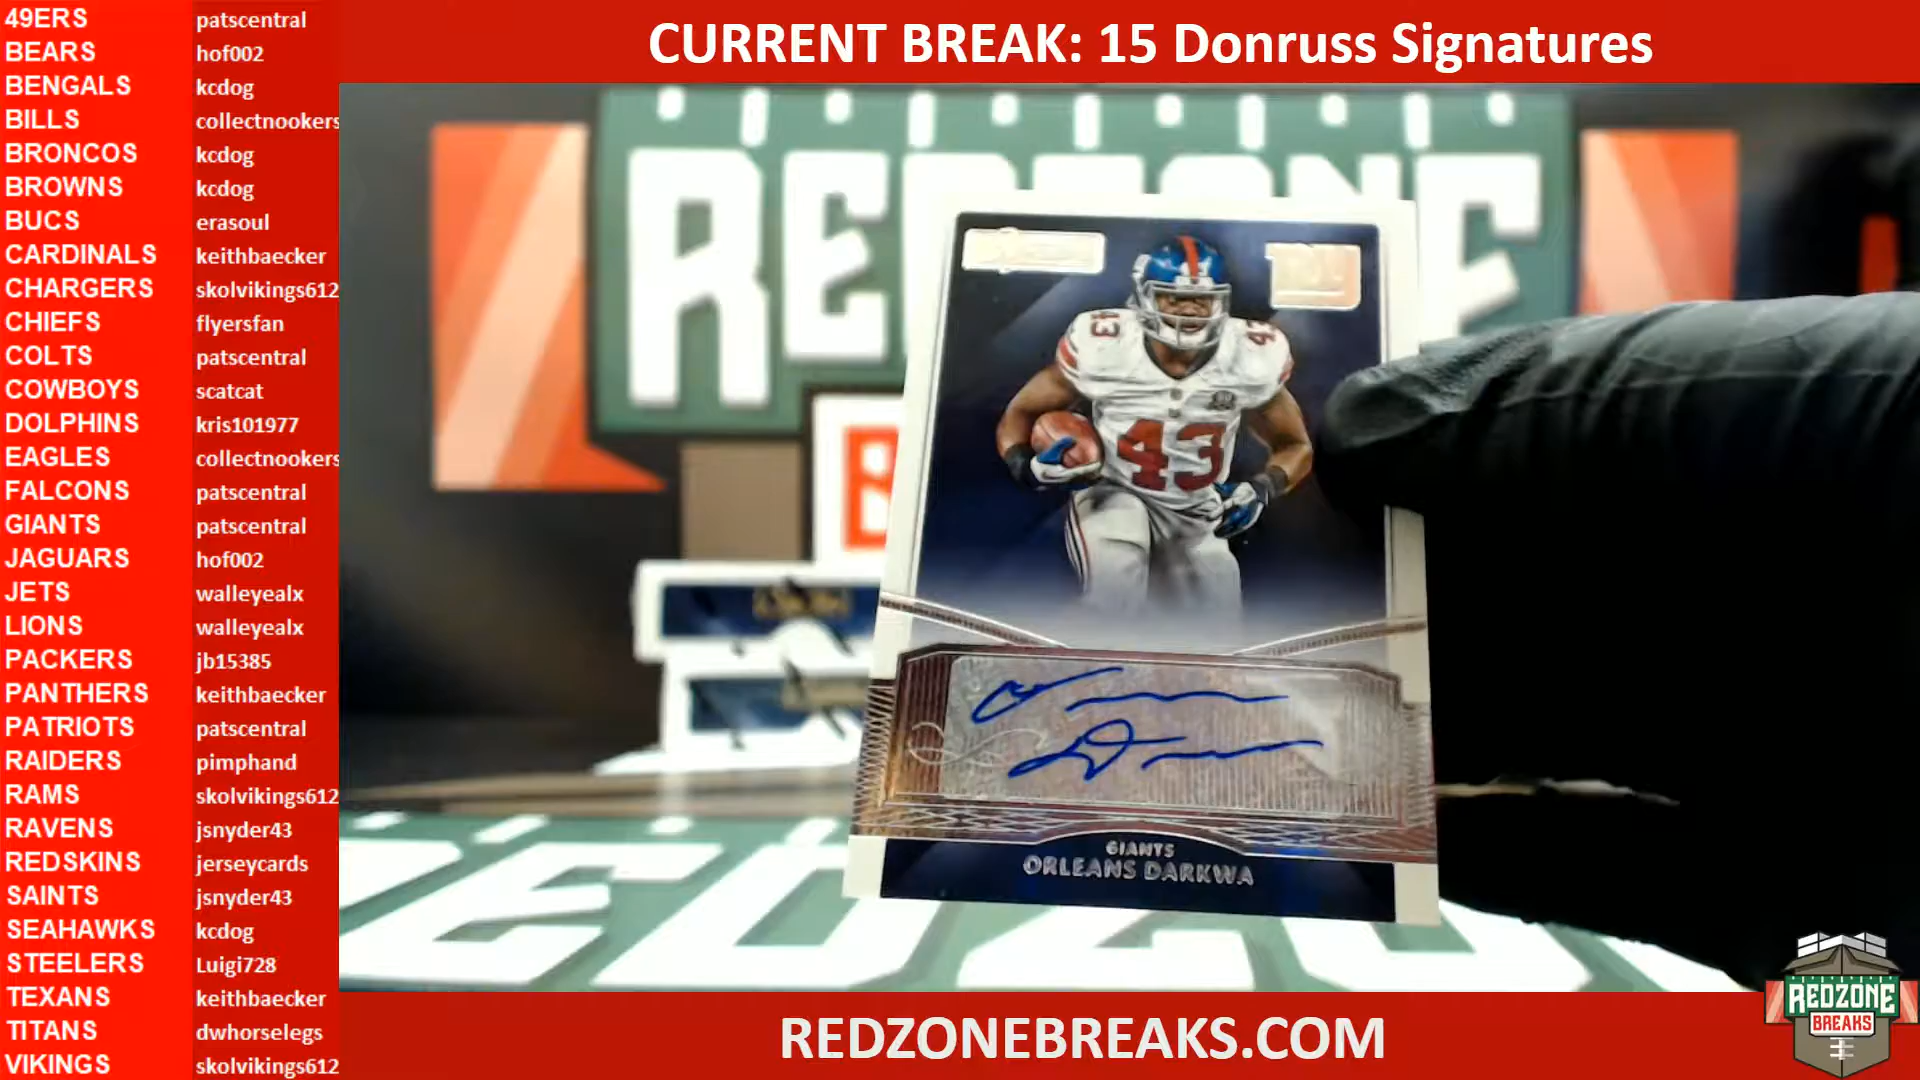 CURRENT BREAK: 15 Donruss Signatures
49ERS patscentral
BEARS hof002
BENGALS kcdog
BILLS collectnookers
BRONCOS kcdog
BROWNS kcdog
BUCS erasoul
CARDINALS keithbaecker
CHARGERS skolvikings612
CHIEFS flyersfan
COLTS patscentral
COWBOYS scatcat
DOLPHINS kris101977
EAGLES collectnookers
FALCONS patscentral
GIANTS patscentral
JAGUARS hof002
JETS walleyealx
LIONS walleyealx
PACKERS jb15385
PANTHERS keithbaecker
PATRIOTS patscentral
RAIDERS pimphand
RAMS skolvikings612
RAVENS jsnyder43
REDSKINS jerseycards
SAINTS jsnyder43
SEAHAWKS kcdog
STEELERS Luigi728
TEXANS keithbaecker
TITANS dwhorselegs
VIKINGS skolvikings612
43
43
GIANTS
ORLEANS DARKWA
REDZONEBREAKS.COM
REDZONE
BREAKS